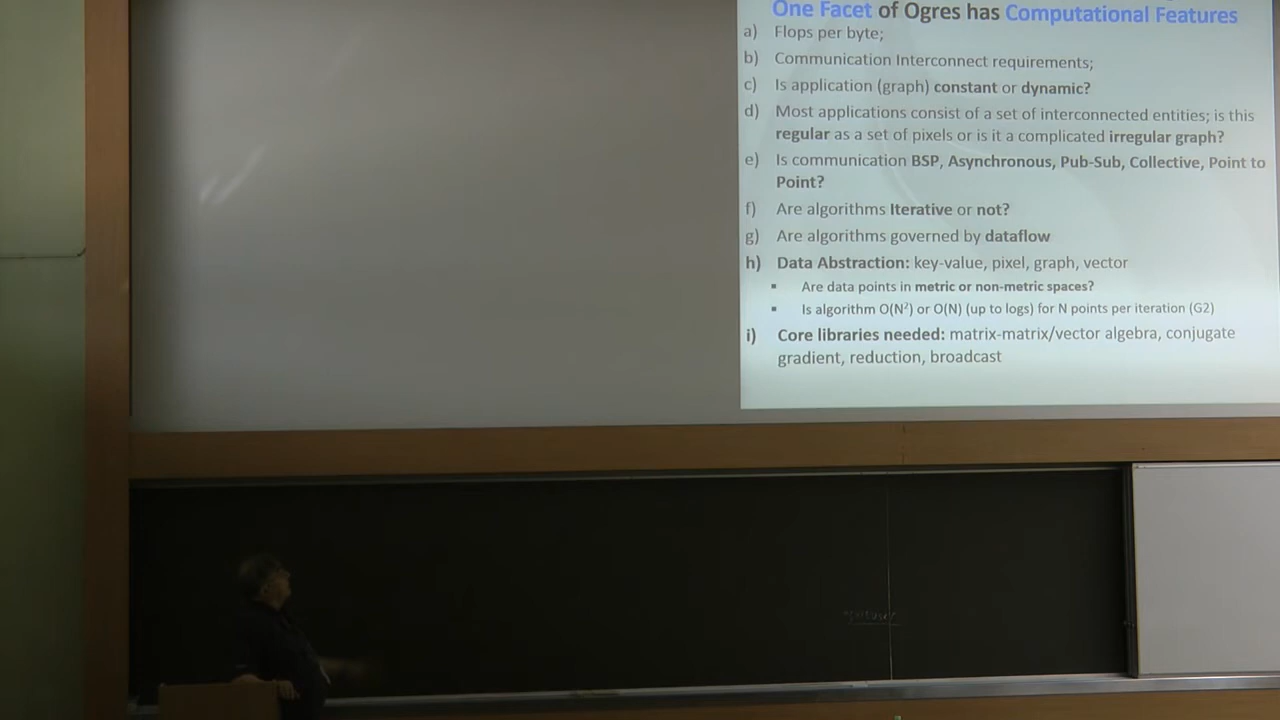 One Facet of Ogres has Computational Features
a) Flops per byte;
b) Communication Interconnect requirements;
c) Is application (graph) constant or dynamic?
d) Most applications consist of a set of interconnected entities; is this
regular as a set of pixels or is it a complicated irregular graph?
e) Is communication BSP, Asynchronous, Pub-Sub, Collective, Point to
Point?
f) Are algorithms Iterative or not?
g) Are algorithms governed by dataflow
h) Data Abstraction: key-value, pixel, graph, vector
▪ Are data points in metric or non-metric spaces?
▪ Is algorithm O(N²) or O(N) (up to logs) for N points per iteration (G2)
i) Core libraries needed: matrix-matrix/vector algebra, conjugate
gradient, reduction, broadcast